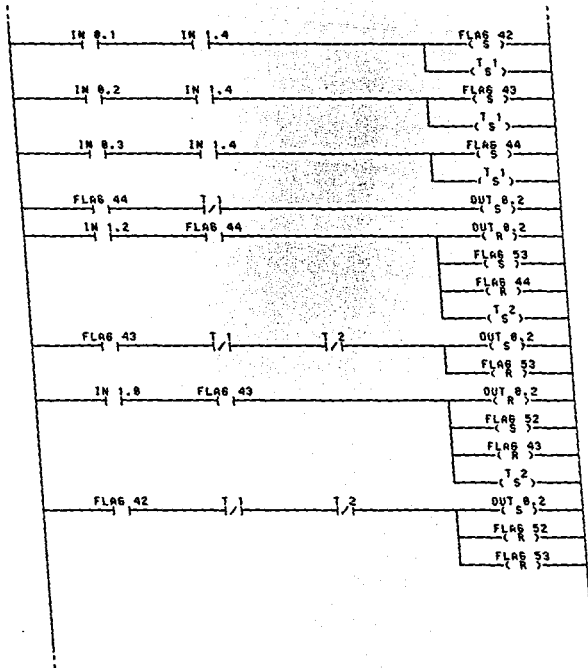 IN 0.1 IN 1.4 FLAG 42
( S )
T 1
( S )
IN 0.2 IN 1.4 FLAG 43
( S )
T 1
( S )
IN 0.3 IN 1.4 FLAG 44
( S )
T 1
( S )
FLAG 44 T 1 OUT 0.2
( S )
IN 1.2 FLAG 44 OUT 0.2
( R )
FLAG 53
( S )
FLAG 44
( R )
T 2
( S )
FLAG 43 T 1 T 2 OUT 0.2
( S )
FLAG 53
( R )
IN 1.0 FLAG 43 OUT 0.2
( R )
FLAG 52
( S )
FLAG 43
( R )
T 2
( S )
FLAG 42 T 1 T 2 OUT 0.2
( S )
FLAG 52
( R )
FLAG 53
( R )